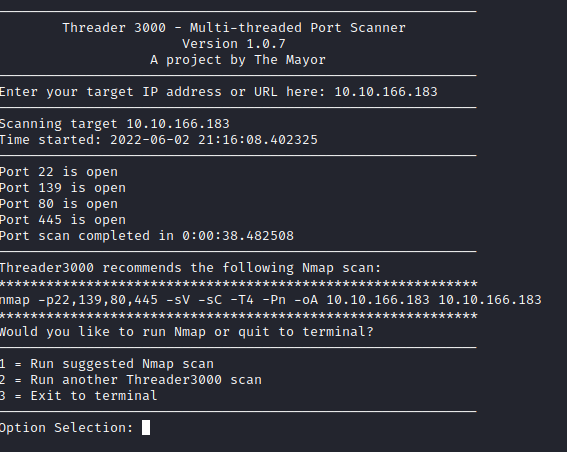 Threader 3000 - Multi-threaded Port Scanner
Version 1.0.7
A project by The Mayor
Enter your target IP address or URL here: 10.10.166.183
Scanning target 10.10.166.183
Time started: 2022-06-02 21:16:08.402325
Port 22 is open
Port 139 is open
Port 80 is open
Port 445 is open
Port scan completed in 0:00:38.482508
Threader3000 recommends the following Nmap scan:
************************************************************
nmap -p22,139,80,445 -sV -sC -T4 -Pn -oA 10.10.166.183 10.10.166.183
************************************************************
Would you like to run Nmap or quit to terminal?
1 = Run suggested Nmap scan
2 = Run another Threader3000 scan
3 = Exit to terminal
Option Selection: